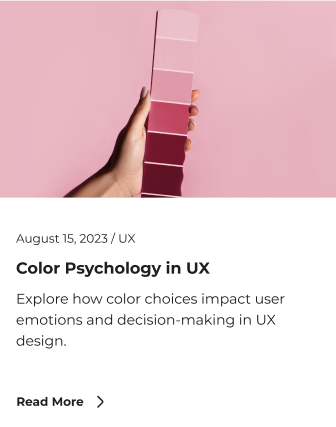 August 15, 2023 / UX
Color Psychology in UX
Explore how color choices impact user
emotions and decision-making in UX
design.
Read More